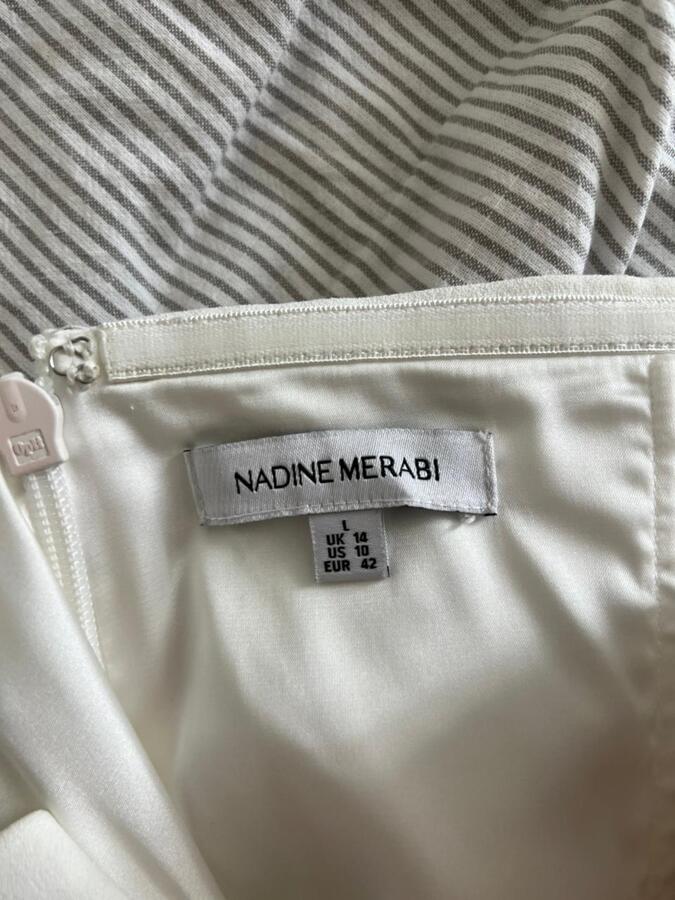 NADINE MERABI
L
UK 14
US 10
EUR 42